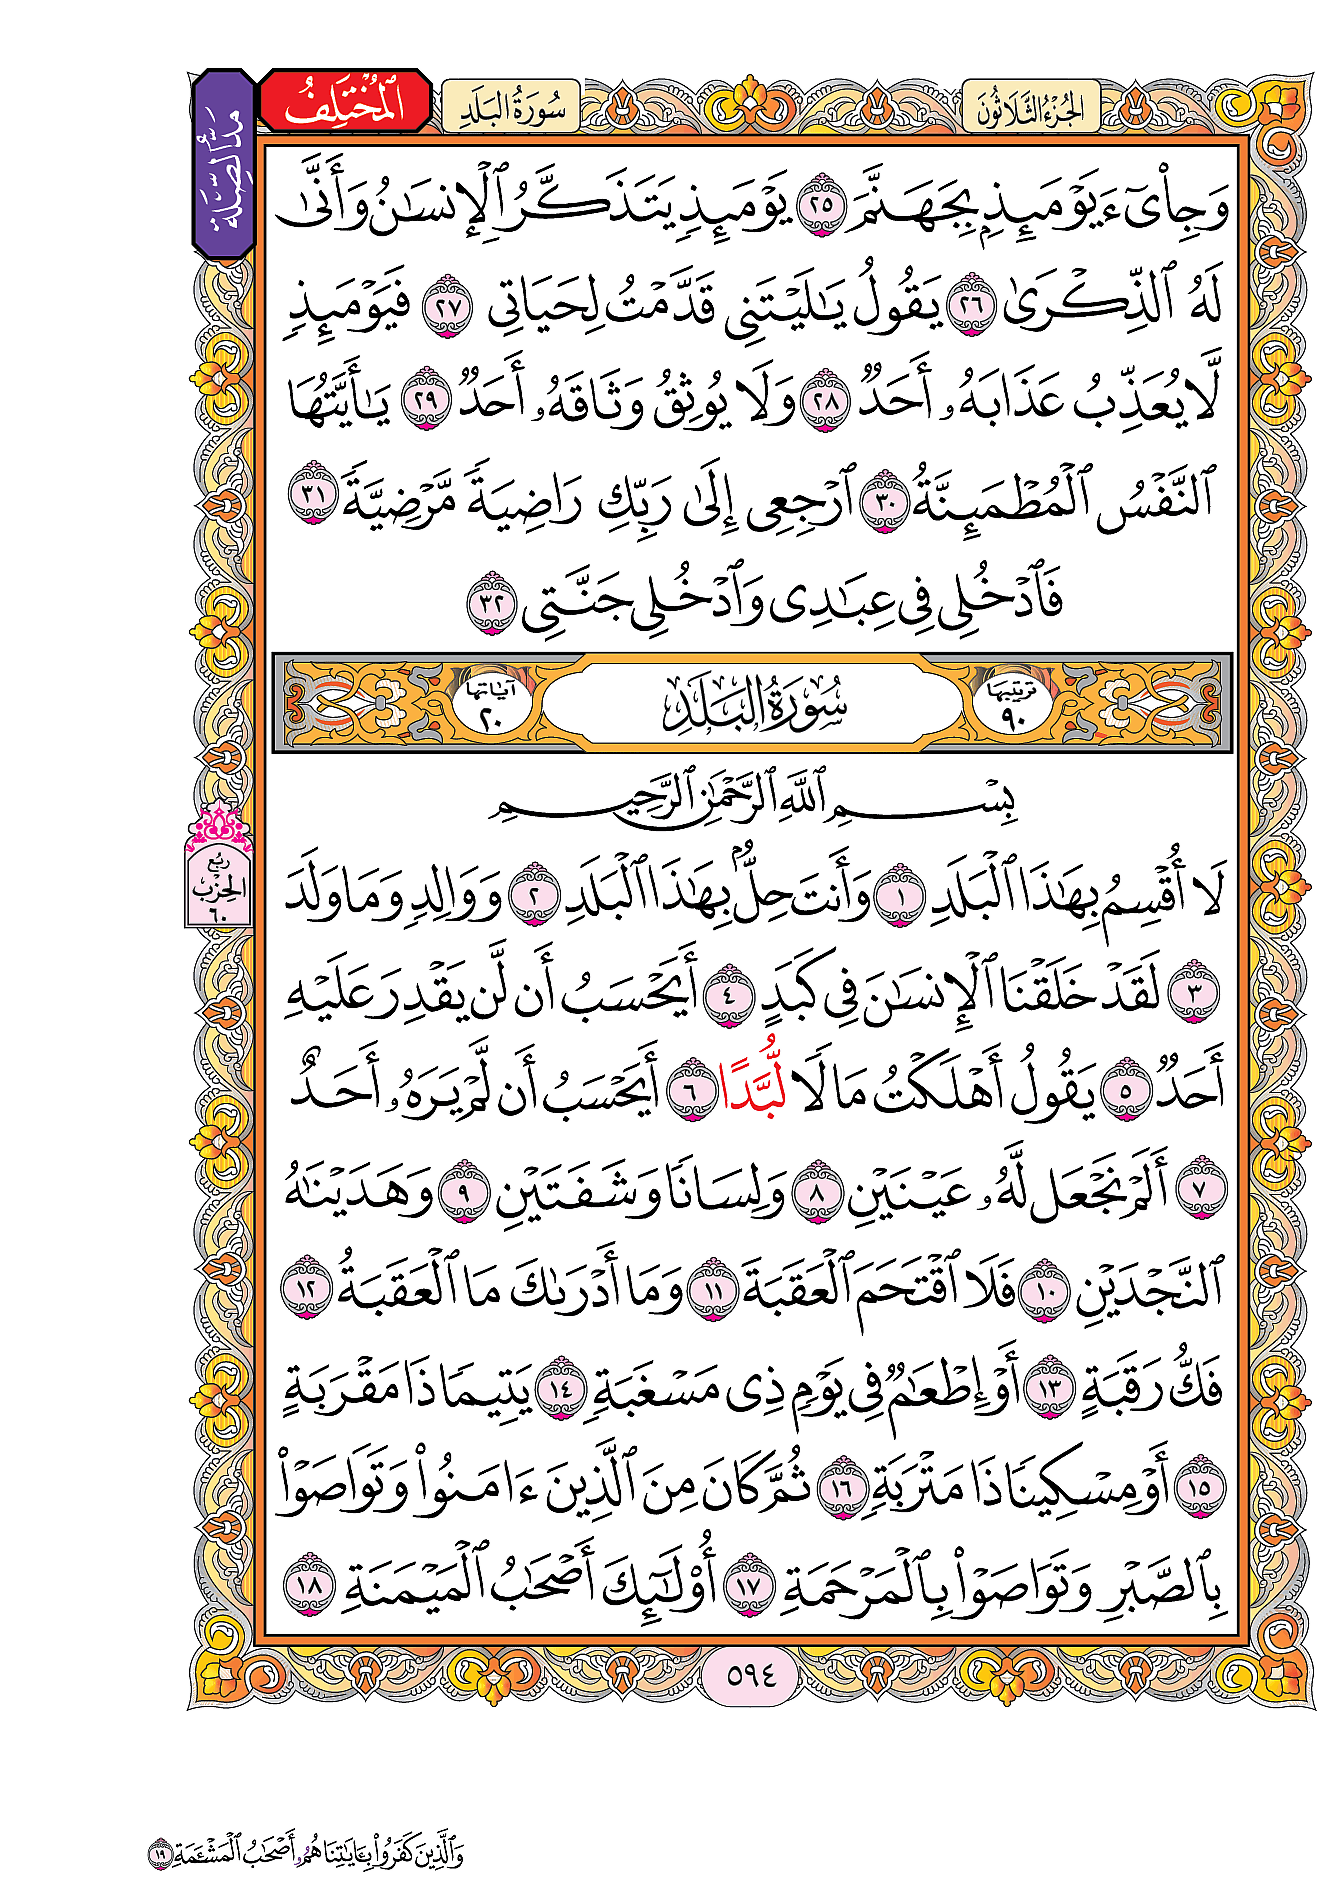 الجُزْءُ الثَّلَاثُونَ
سُورَةُ البَلَدِ
المُخْتَلِفُ
مَدُّ الصِّلَة
وَجِاْىٓءَ يَوْمَئِذِۭ بِجَهَنَّمَ ٢٥ يَوْمَئِذٖ يَتَذَكَّرُ ٱلْإِنسَـٰنُ وَأَنَّىٰ
لَهُ ٱلذِّكْرَىٰ ٢٦ يَقُولُ يَـٰلَيْتَنِى قَدَّمْتُ لِحَيَاتِى ٢٧ فَيَوْمَئِذٖ
لَّا يُعَذِّبُ عَذَابَهُۥ أَحَدٞ ٢٨ وَلَا يُوثِقُ وَثَاقَهُۥ أَحَدٞ ٢٩ يَـٰأَيَّتُهَا
ٱلنَّفْسُ ٱلْمُطْمَئِنَّةُ ٣٠ ٱرْجِعِى إِلَىٰ رَبِّكِ رَاضِيَةٗ مَّرْضِيَّةٗ ٣١
فَٱدْخُلِى فِى عِبَـٰدِى وَٱدْخُلِى جَنَّتِى ٣٢
ترتيبها ٩٠
سُورَةُ البَلَدِ
آياتها ٢٠
بِسْمِ ٱللَّهِ ٱلرَّحْمَـٰنِ ٱلرَّحِيمِ
لَا أُقْسِمُ بِهَـٰذَا ٱلْبَلَدِ ١ وَأَنتَ حِلُّۢ بِهَـٰذَا ٱلْبَلَدِ ٢ وَوَالِدٖ وَمَا وَلَدَ
٣ لَقَدْ خَلَقْنَا ٱلْإِنسَـٰنَ فِى كَبَدٍ ٤ أَيَحْسَبُ أَن لَّن يَقْدِرَ عَلَيْهِ
أَحَدٞ ٥ يَقُولُ أَهْلَكْتُ مَالٗا لُّبَّدًا ٦ أَيَحْسَبُ أَن لَّمْ يَرَهُۥ أَحَدٌ
٧ أَلَمْ نَجْعَل لَّهُۥ عَيْنَيْنِ ٨ وَلِسَانٗا وَشَفَتَيْنِ ٩ وَهَدَيْنَـٰهُ
ٱلنَّجْدَيْنِ ١٠ فَلَا ٱقْتَحَمَ ٱلْعَقَبَةَ ١١ وَمَا أَدْرَىٰكَ مَا ٱلْعَقَبَةُ ١٢
فَكُّ رَقَبَةٍ ١٣ أَوْ إِطْعَـٰمٞ فِى يَوْمٖ ذِى مَسْغَبَةٖ ١٤ يَتِيمٗا ذَا مَقْرَبَةٍ
١٥ أَوْ مِسْكِينٗا ذَا مَتْرَبَةٖ ١٦ ثُمَّ كَانَ مِنَ ٱلَّذِينَ ءَامَنُواْ وَتَوَاصَوْاْ
بِٱلصَّبْرِ وَتَوَاصَوْاْ بِٱلْمَرْحَمَةِ ١٧ أُوْلَـٰٓئِكَ أَصْحَـٰبُ ٱلْمَيْمَنَةِ ١٨
ربع
الحِزْب
٦٠
٥٩٤
وَٱلَّذِينَ كَفَرُواْ بِـَٔايَـٰتِنَا هُمُۥ أَصْحَـٰبُ ٱلْمَشْـَٔمَةِ ١٩